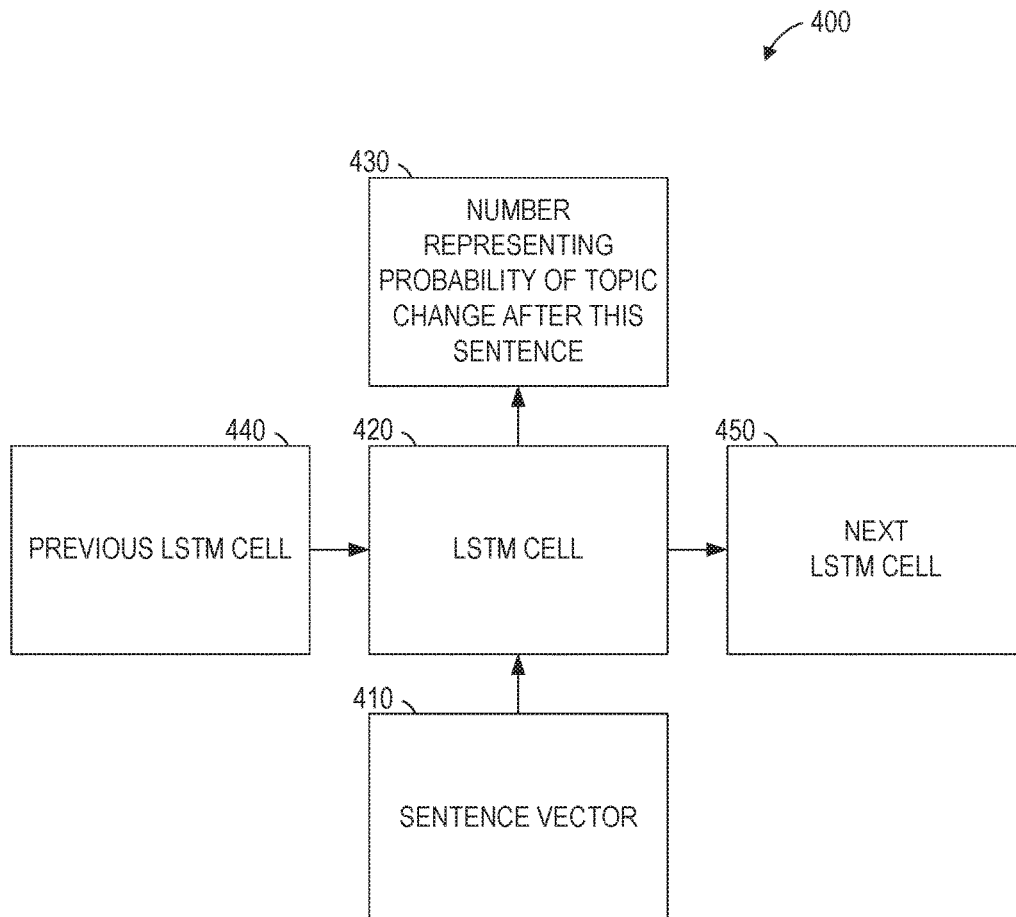 400
430
NUMBER
REPRESENTING
PROBABILITY OF TOPIC
CHANGE AFTER THIS
SENTENCE
440
PREVIOUS LSTM CELL
420
LSTM CELL
450
NEXT
LSTM CELL
410
SENTENCE VECTOR